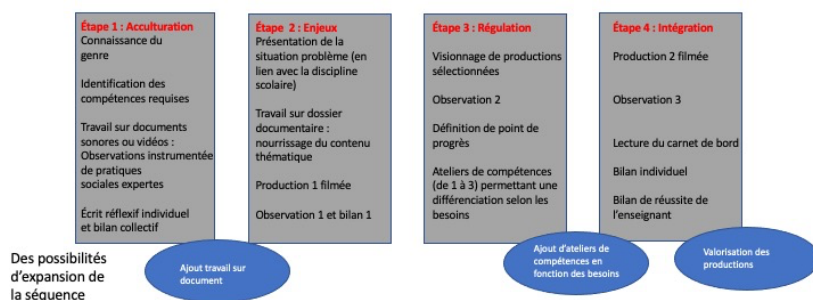 Étape 1 : Acculturation
Connaissance du
genre
Identification des
compétences requises
Travail sur documents
sonores ou vidéos :
Observations instrumentée
de pratiques
sociales expertes
Écrit réflexif individuel
et bilan collectif
Étape 2 : Enjeux
Présentation de la
situation problème (en
lien avec la discipline
scolaire)
Travail sur dossier
documentaire :
nourrissage du contenu
thématique
Production 1 filmée
Observation 1 et bilan 1
Étape 3 : Régulation
Visionnage de productions
sélectionnées
Observation 2
Définition de point de
progrès
Ateliers de compétences
(de 1 à 3) permettant une
différenciation selon les
besoins
Étape 4 : Intégration
Production 2 filmée
Observation 3
Lecture du carnet de bord
Bilan individuel
Bilan de réussite de
l'enseignant
Des possibilités
d'expansion de
la séquence
Ajout travail sur
document
Ajout d'ateliers de
compétences en
fonction des besoins
Valorisation des
productions